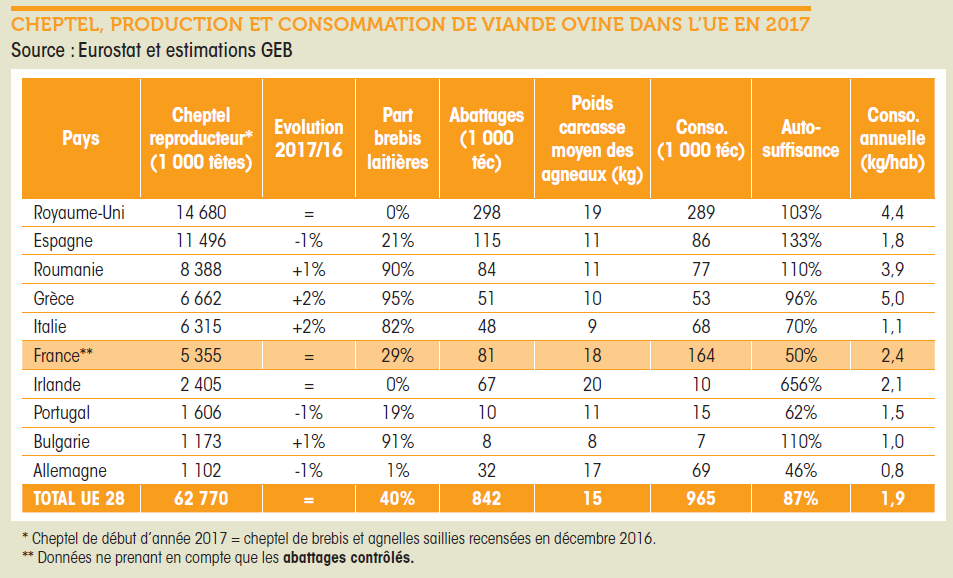 CHEPTEL, PRODUCTION ET CONSOMMATION DE VIANDE OVINE DANS L'UE EN 2017
Source : Eurostat et estimations GEB
Pays Cheptel reproducteur* (1 000 têtes) Evolution 2017/16 Part brebis laitières Abattages (1 000 téc) Poids carcasse moyen des agneaux (kg) Conso. (1 000 téc) Auto-suffisance Conso. annuelle (kg/hab)
Royaume-Uni 14 680 = 0% 298 19 289 103% 4,4
Espagne 11 496 -1% 21% 115 11 86 133% 1,8
Roumanie 8 388 +1% 90% 84 11 77 110% 3,9
Grèce 6 662 +2% 95% 51 10 53 96% 5,0
Italie 6 315 +2% 82% 48 9 68 70% 1,1
France** 5 355 = 29% 81 18 164 50% 2,4
Irlande 2 405 = 0% 67 20 10 656% 2,1
Portugal 1 606 -1% 19% 10 11 15 62% 1,5
Bulgarie 1 173 +1% 91% 8 8 7 110% 1,0
Allemagne 1 102 -1% 1% 32 17 69 46% 0,8
TOTAL UE 28 62 770 = 40% 842 15 965 87% 1,9
* Cheptel de début d'année 2017 = cheptel de brebis et agnelles saillies recensées en décembre 2016.
** Données ne prenant en compte que les abattages contrôlés.